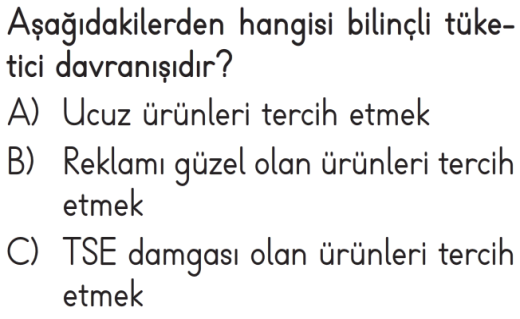 Aşağıdakilerden hangisi bilinçli tüke-
tici davranışıdır?
A) Ucuz ürünleri tercih etmek
B) Reklamı güzel olan ürünleri tercih
etmek
C) TSE damgası olan ürünleri tercih
etmek